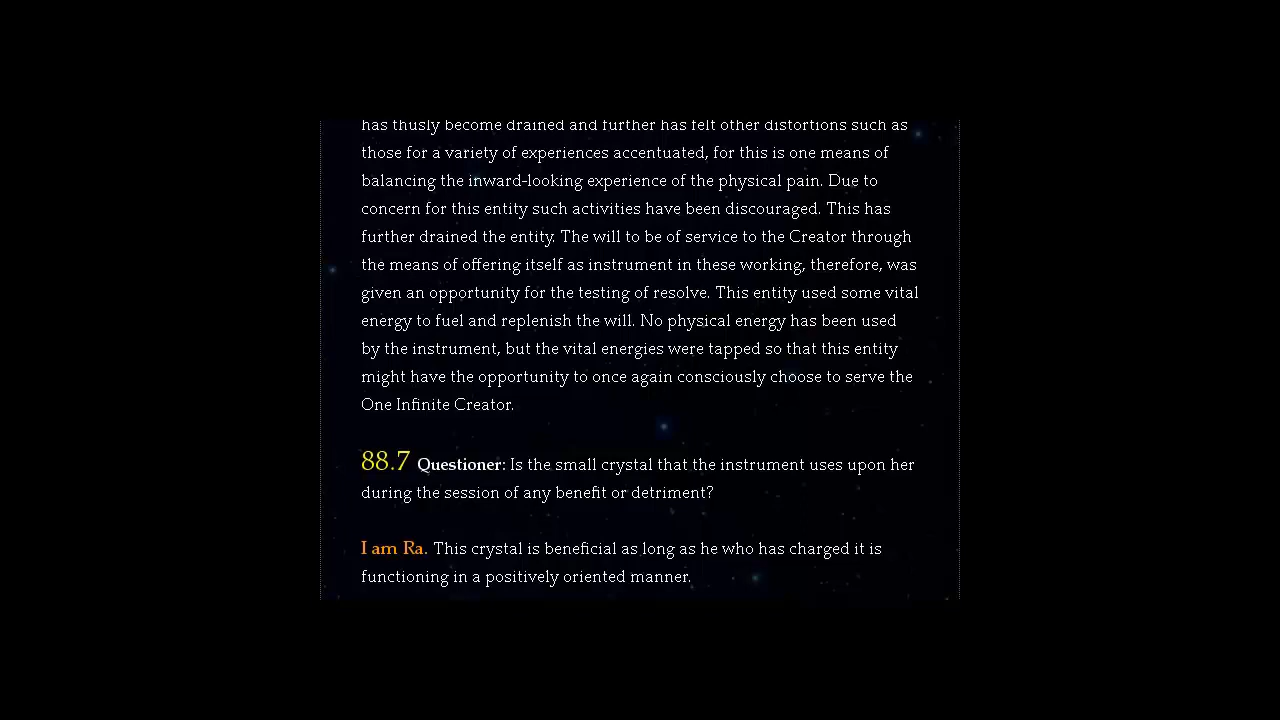 has thusly become drained and further has felt other distortions such as
those for a variety of experiences accentuated, for this is one means of
balancing the inward-looking experience of the physical pain. Due to
concern for this entity such activities have been discouraged. This has
further drained the entity. The will to be of service to the Creator through
the means of offering itself as instrument in these working, therefore, was
given an opportunity for the testing of resolve. This entity used some vital
energy to fuel and replenish the will. No physical energy has been used
by the instrument, but the vital energies were tapped so that this entity
might have the opportunity to once again consciously choose to serve the
One Infinite Creator.
88.7 Questioner: Is the small crystal that the instrument uses upon her
during the session of any benefit or detriment?
I am Ra. This crystal is beneficial as long as he who has charged it is
functioning in a positively oriented manner.